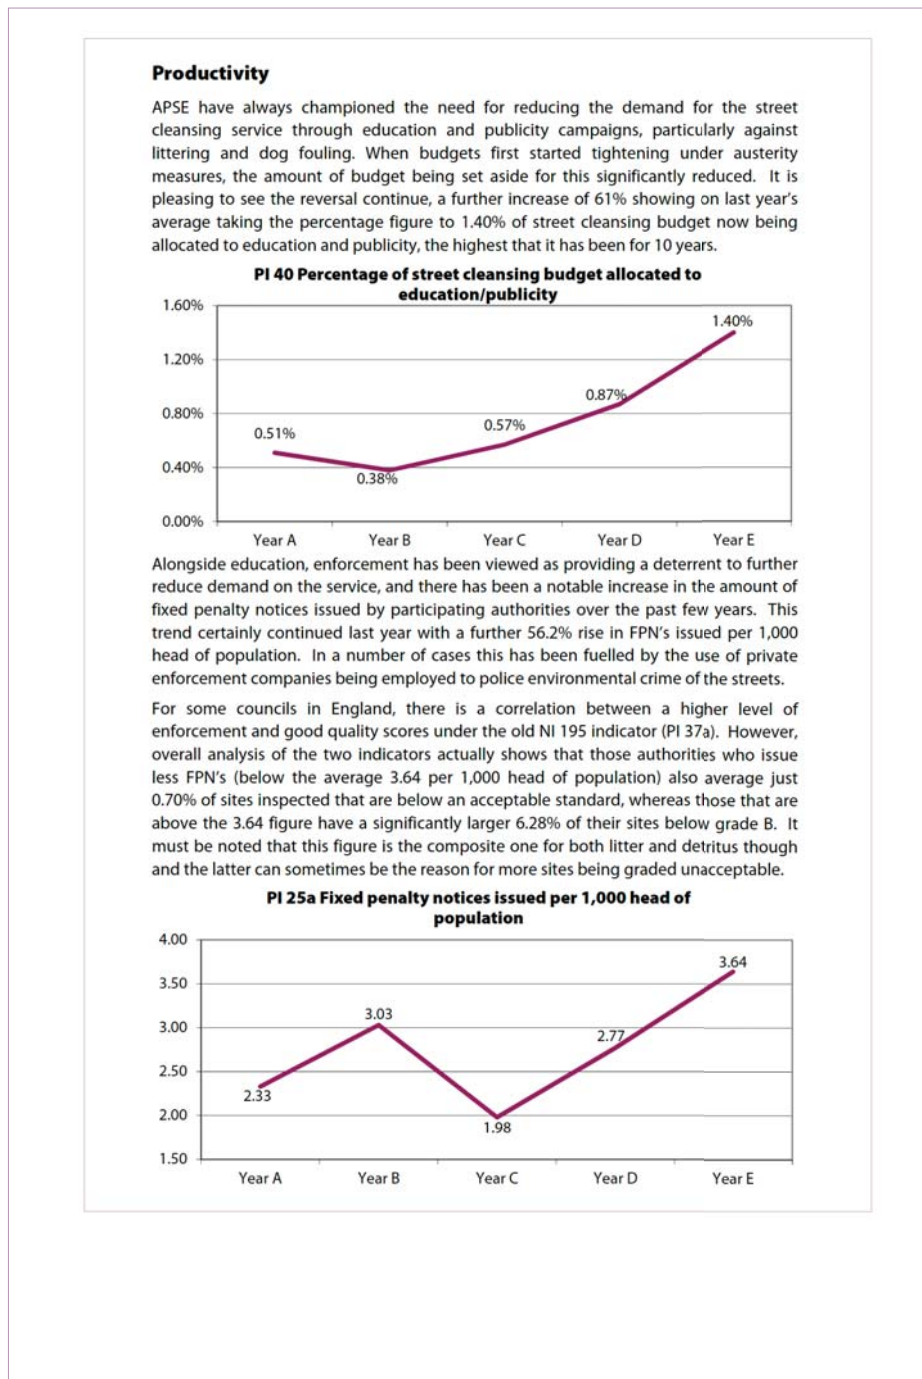 Productivity
APSE have always championed the need for reducing the demand for the street
cleansing service through education and publicity campaigns, particularly against
littering and dog fouling. When budgets first started tightening under austerity
measures, the amount of budget being set aside for this significantly reduced. It is
pleasing to see the reversal continue, a further increase of 61% showing on last year's
average taking the percentage figure to 1.40% of street cleansing budget now being
allocated to education and publicity, the highest that it has been for 10 years.
PI 40 Percentage of street cleansing budget allocated to
education/publicity
1.60%
1.40%
1.20%
0.87%
0.80%
0.57%
0.51%
0.40%
0.38%
0.00%
Year A Year B Year C Year D Year E
Alongside education, enforcement has been viewed as providing a deterrent to further
reduce demand on the service, and there has been a notable increase in the amount of
fixed penalty notices issued by participating authorities over the past few years. This
trend certainly continued last year with a further 56.2% rise in FPN's issued per 1,000
head of population. In a number of cases this has been fuelled by the use of private
enforcement companies being employed to police environmental crime of the streets.
For some councils in England, there is a correlation between a higher level of
enforcement and good quality scores under the old NI 195 indicator (PI 37a). However,
overall analysis of the two indicators actually shows that those authorities who issue
less FPN's (below the average 3.64 per 1,000 head of population) also average just
0.70% of sites inspected that are below an acceptable standard, whereas those that are
above the 3.64 figure have a significantly larger 6.28% of their sites below grade B. It
must be noted that this figure is the composite one for both litter and detritus though
and the latter can sometimes be the reason for more sites being graded unacceptable.
PI 25a Fixed penalty notices issued per 1,000 head of
population
4.00
3.64
3.50
3.03
3.00
2.77
2.50
2.33
2.00
1.98
1.50
Year A Year B Year C Year D Year E